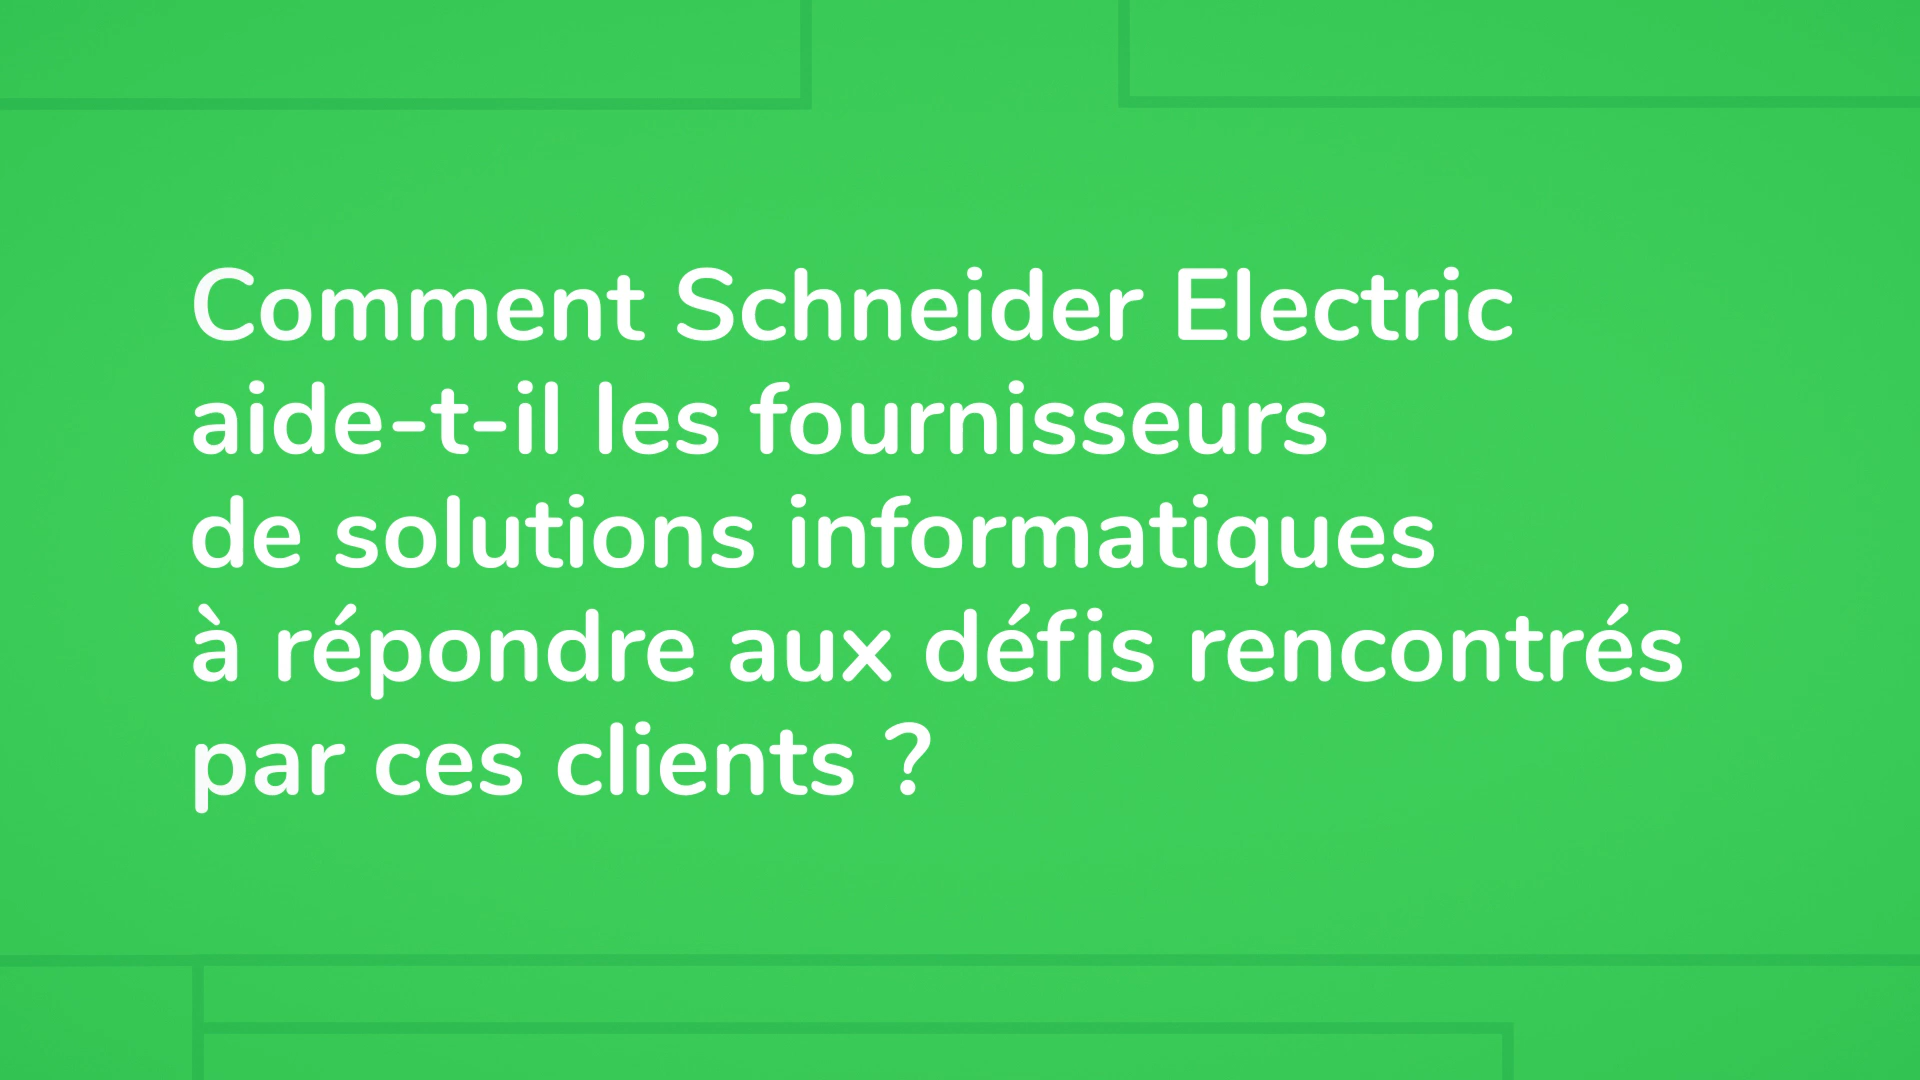 Comment Schneider Electric
aide-t-il les fournisseurs
de solutions informatiques
à répondre aux défis rencontrés
par ces clients ?